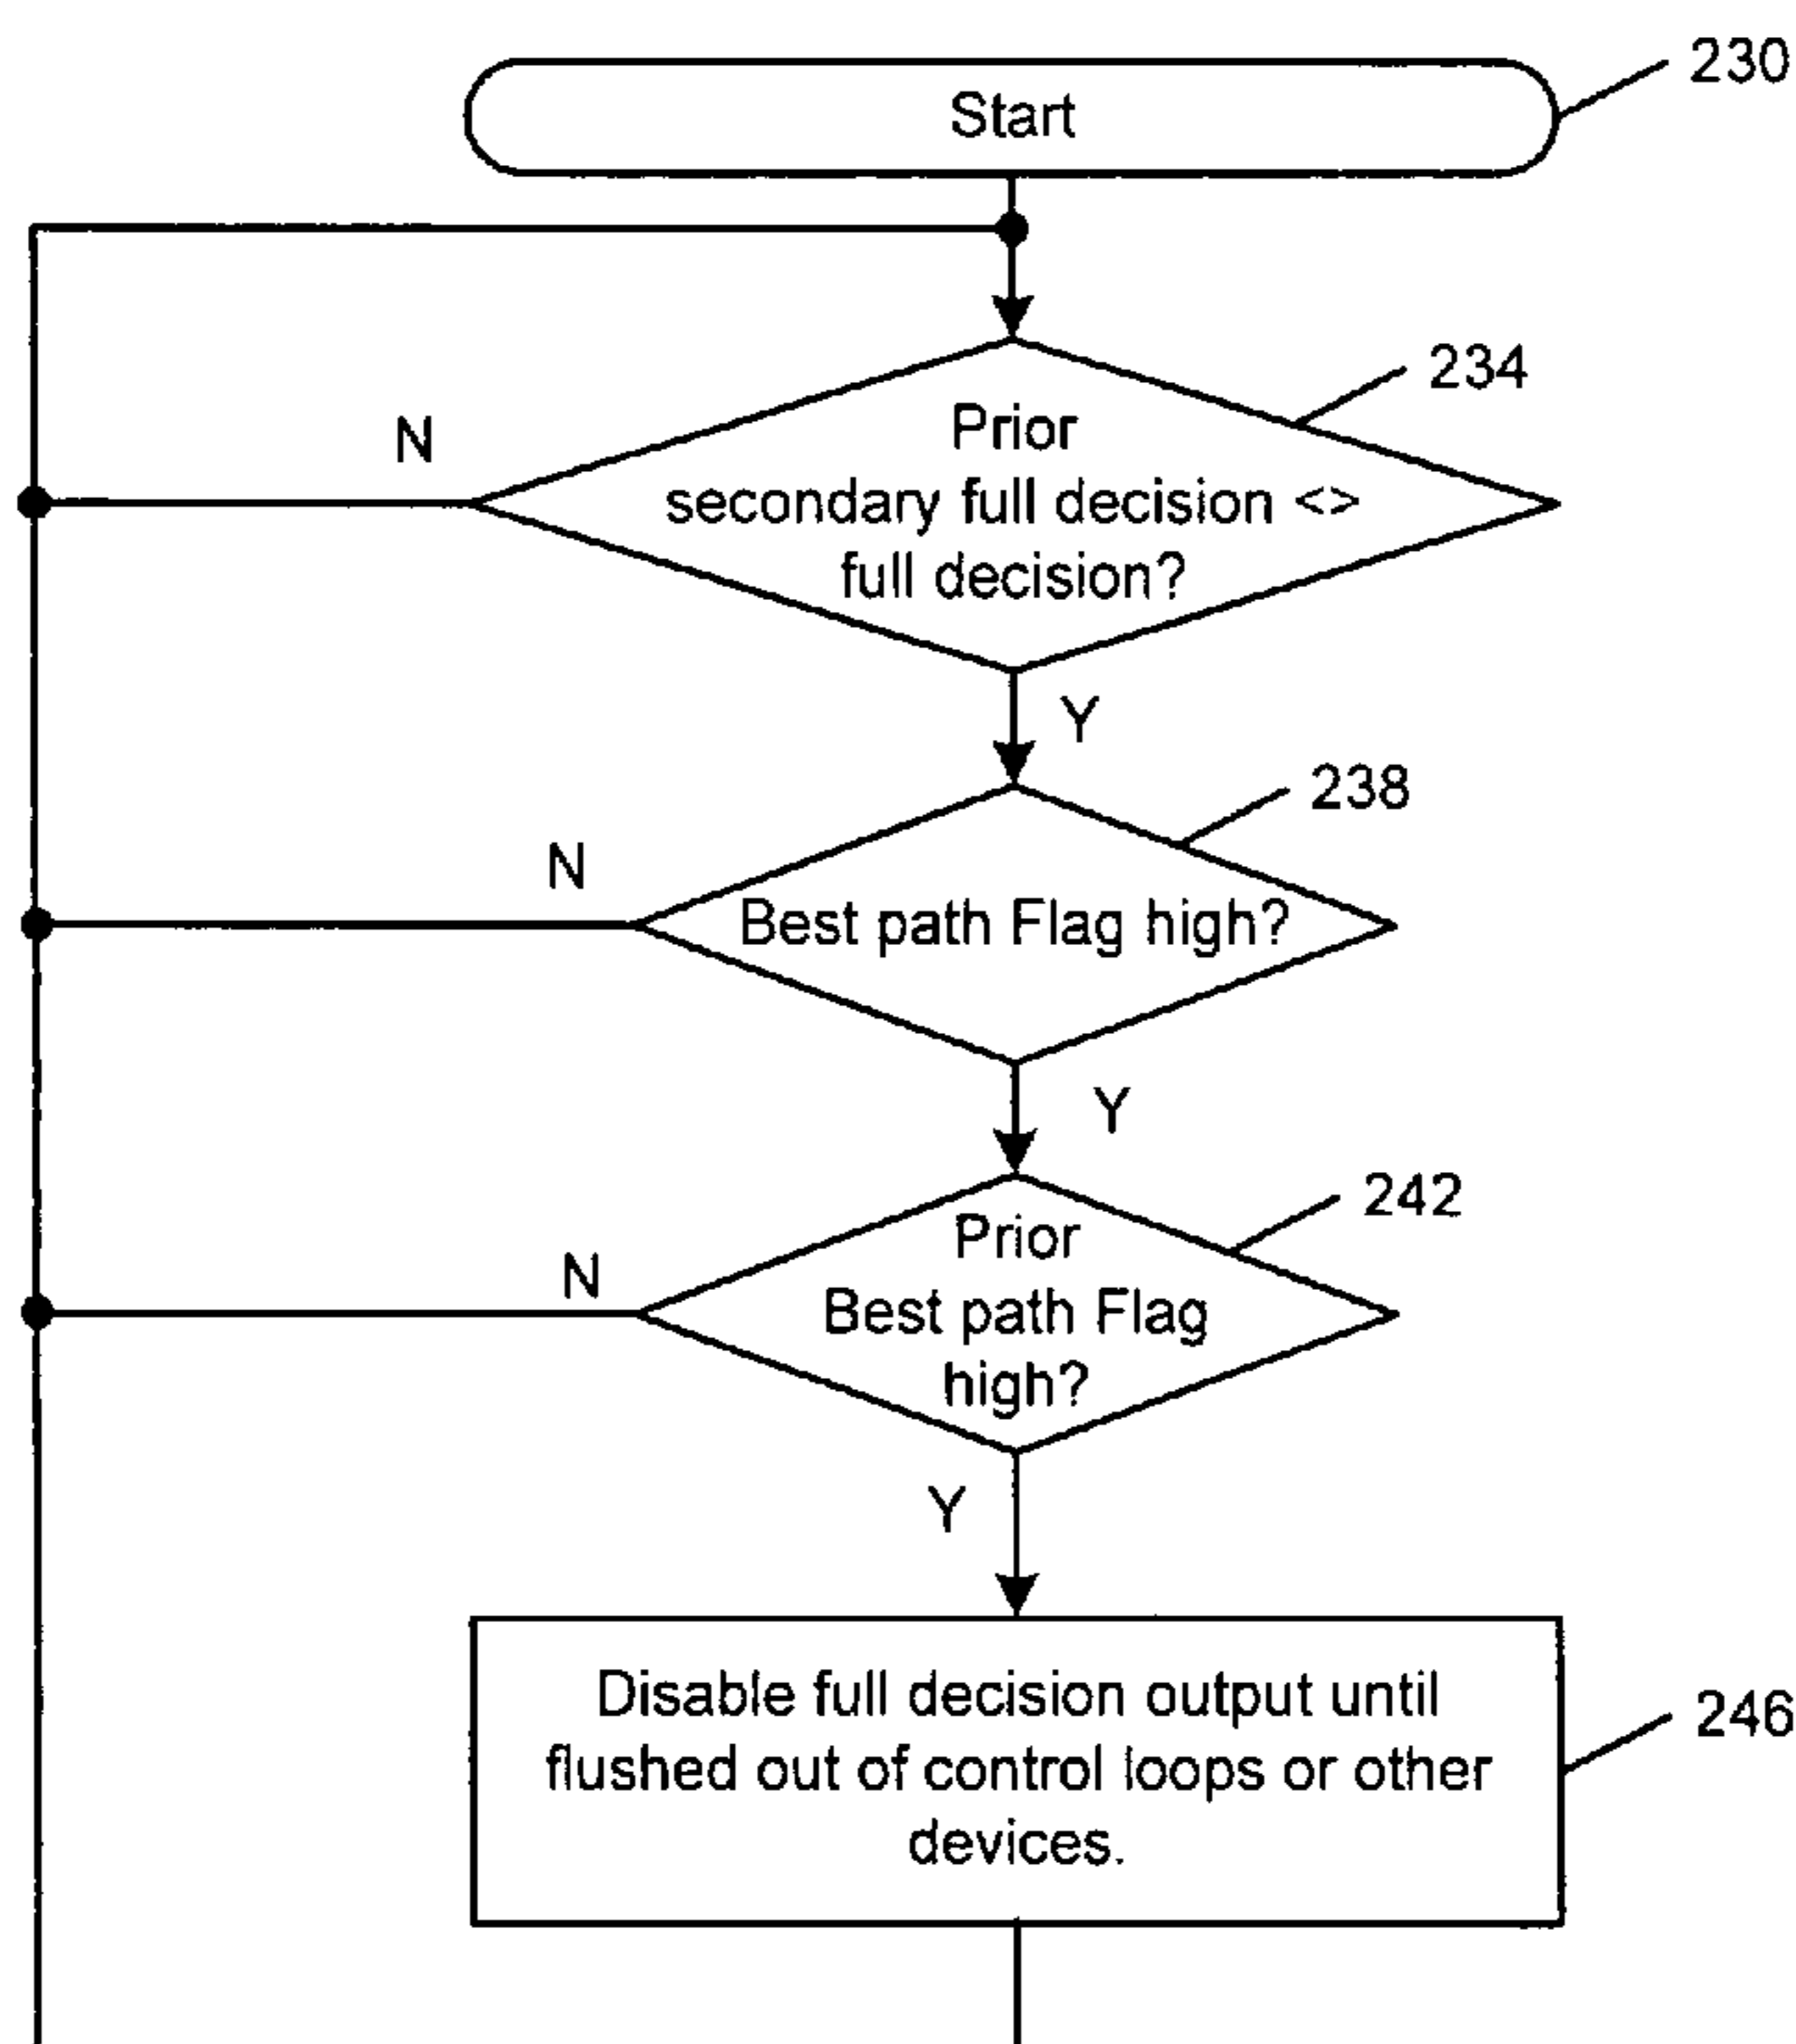 230
Start
234
N
Prior
secondary full decision <>
full decision?
Y
238
N
Best path Flag high?
Y
242
N
Prior
Best path Flag
high?
Y
Disable full decision output until
flushed out of control loops or other
devices.
246